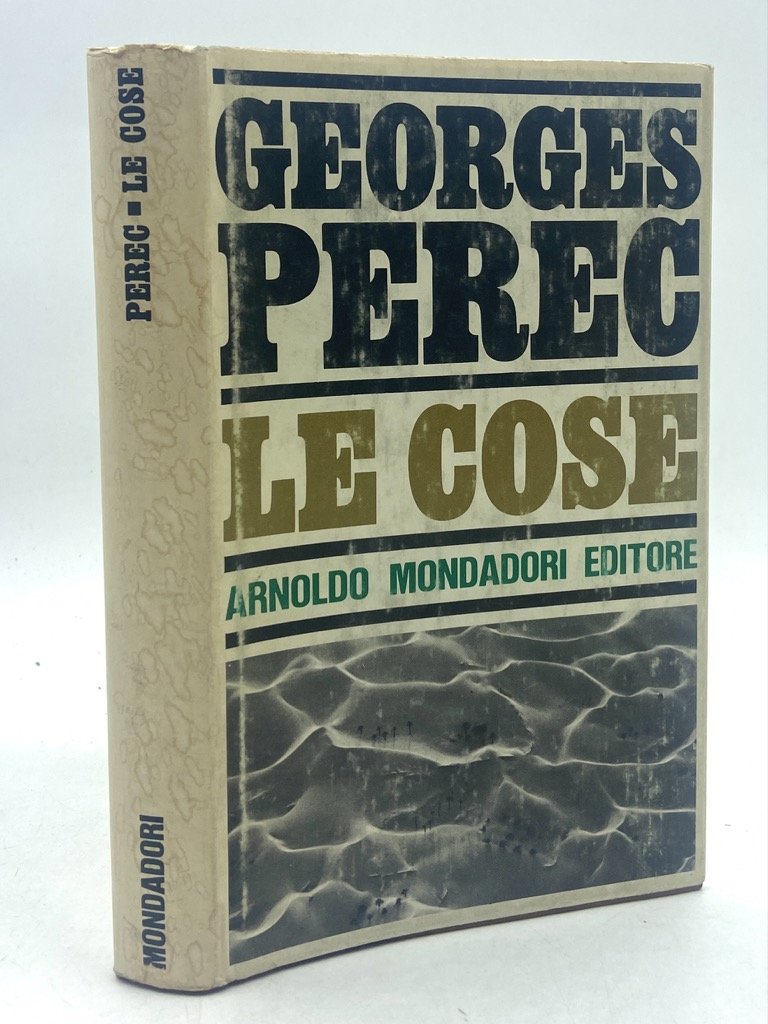 PEREC ■ LE COSE
MONDADORI
GEORGES
PEREC
LE COSE
ARNOLDO MONDADORI EDITORE